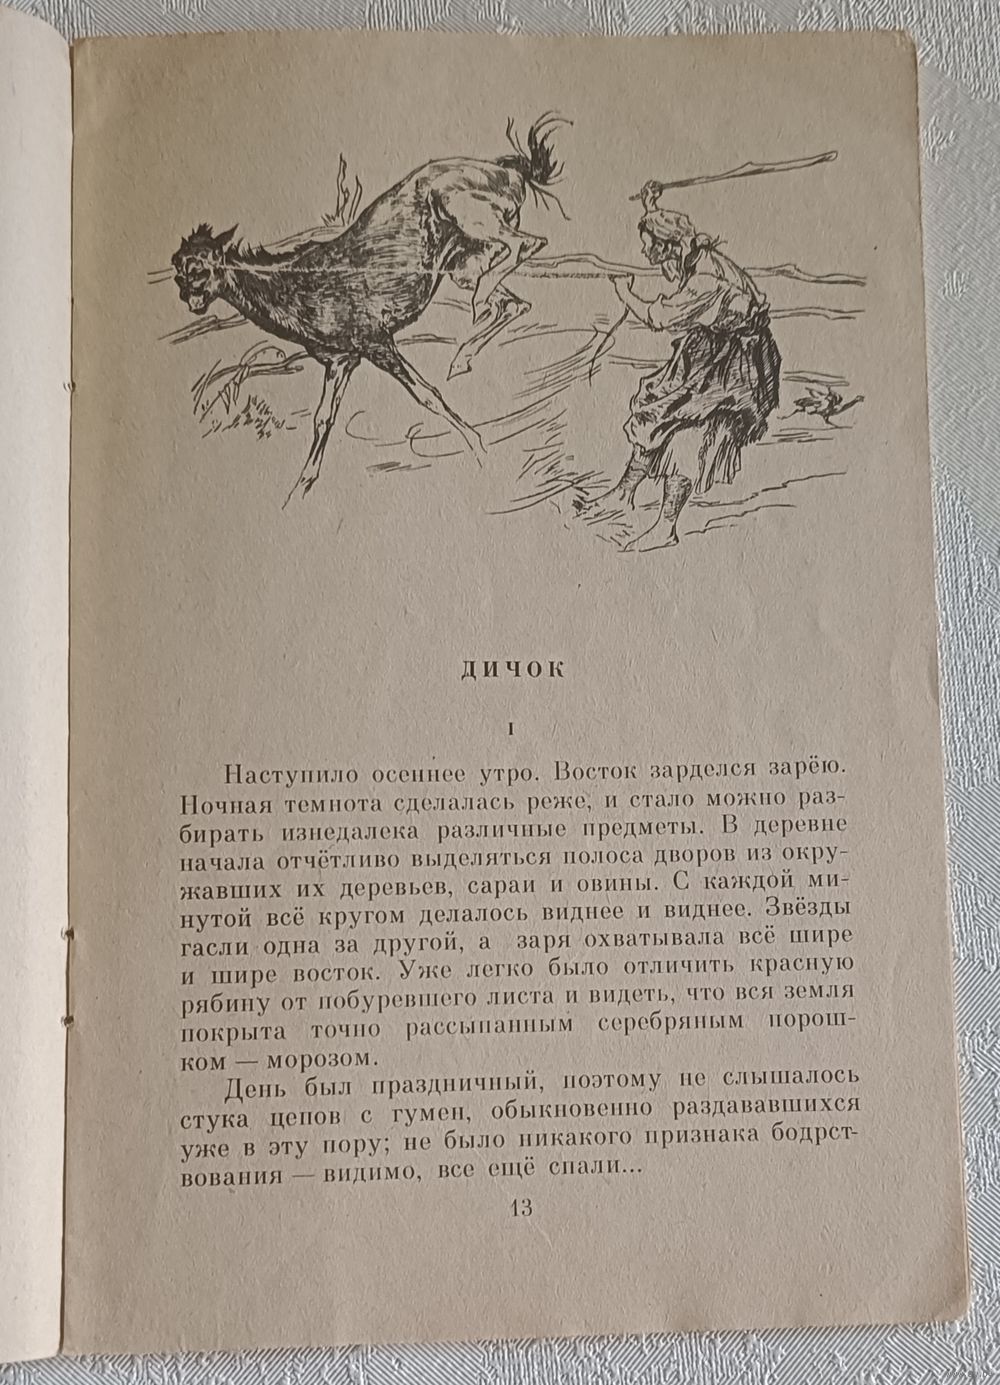 ДИЧОК
I
Наступило осеннее утро. Восток зарделся зарёю.
Ночная темнота сделалась реже, и стало можно раз-
бирать изнедалека различные предметы. В деревне
начала отчётливо выделяться полоса дворов из окру-
жавших их деревьев, сараи и овины. С каждой ми-
нутой всё кругом делалось виднее и виднее. Звёзды
гасли одна за другой, а заря охватывала всё шире
и шире восток. Уже легко было отличить красную
рябину от побуревшего листа и видеть, что вся земля
покрыта точно рассыпанным серебряным порош-
ком — морозом.
День был праздничный, поэтому не слышалось
стука цепов с гумен, обыкновенно раздававшихся
уже в эту пору; не было никакого признака бодрст-
вования — видимо, все ещё спали...
13